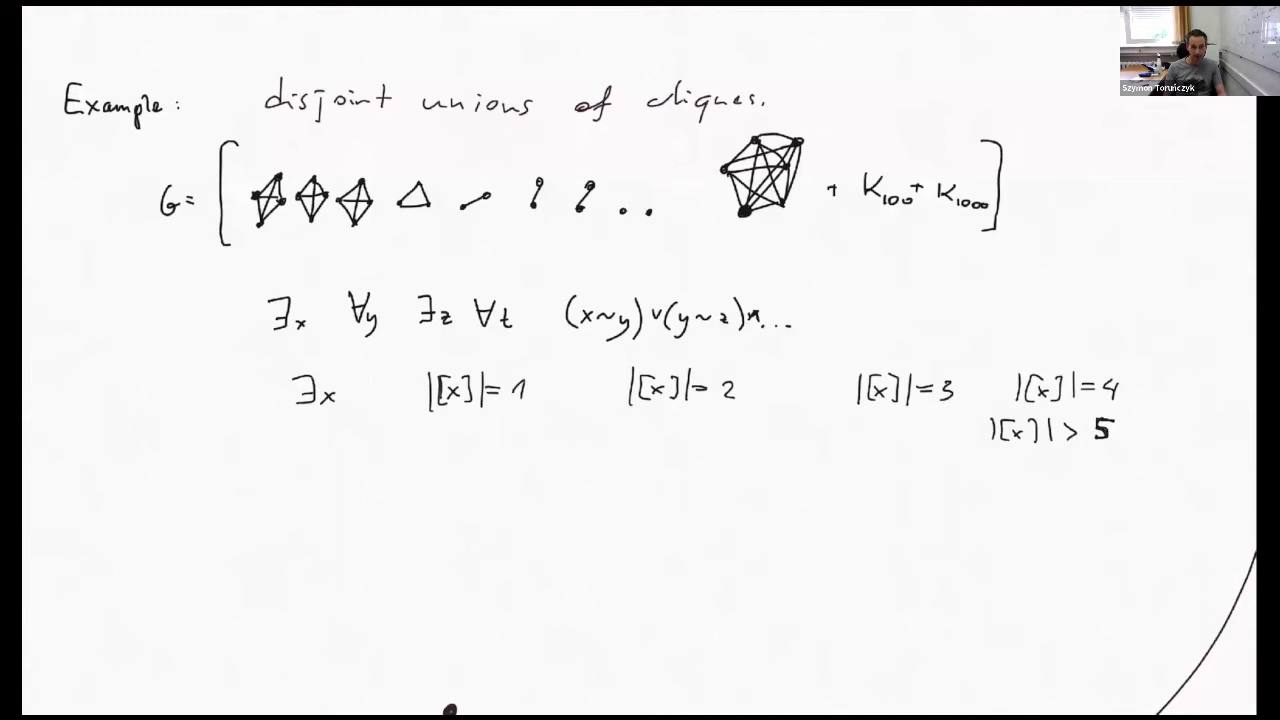 Szymon Toruńczyk
Example: disjoint unions of cliques.
G = [ + K₁₀₀ + K₁₀₀₀ ]
∃x ∀y ∃z ∀t (x~y)∨(y~z)∧...
∃x |[x]|=1 |[x]|=2 |[x]|=3 |[x]|=4
|[x]| > 5